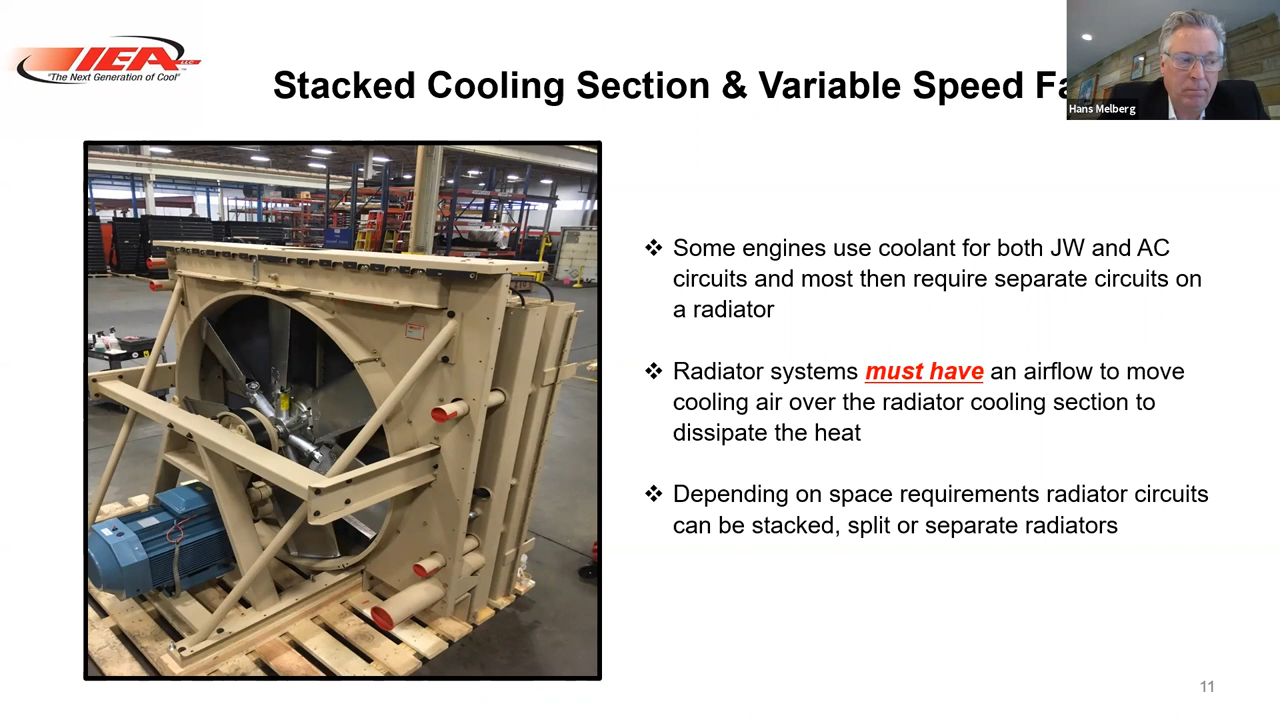 IEA LLC
"The Next Generation of Cool"
Stacked Cooling Section & Variable Speed
Hans Melberg
❖ Some engines use coolant for both JW and AC
circuits and most then require separate circuits on
a radiator
❖ Radiator systems must have an airflow to move
cooling air over the radiator cooling section to
dissipate the heat
❖ Depending on space requirements radiator circuits
can be stacked, split or separate radiators
11